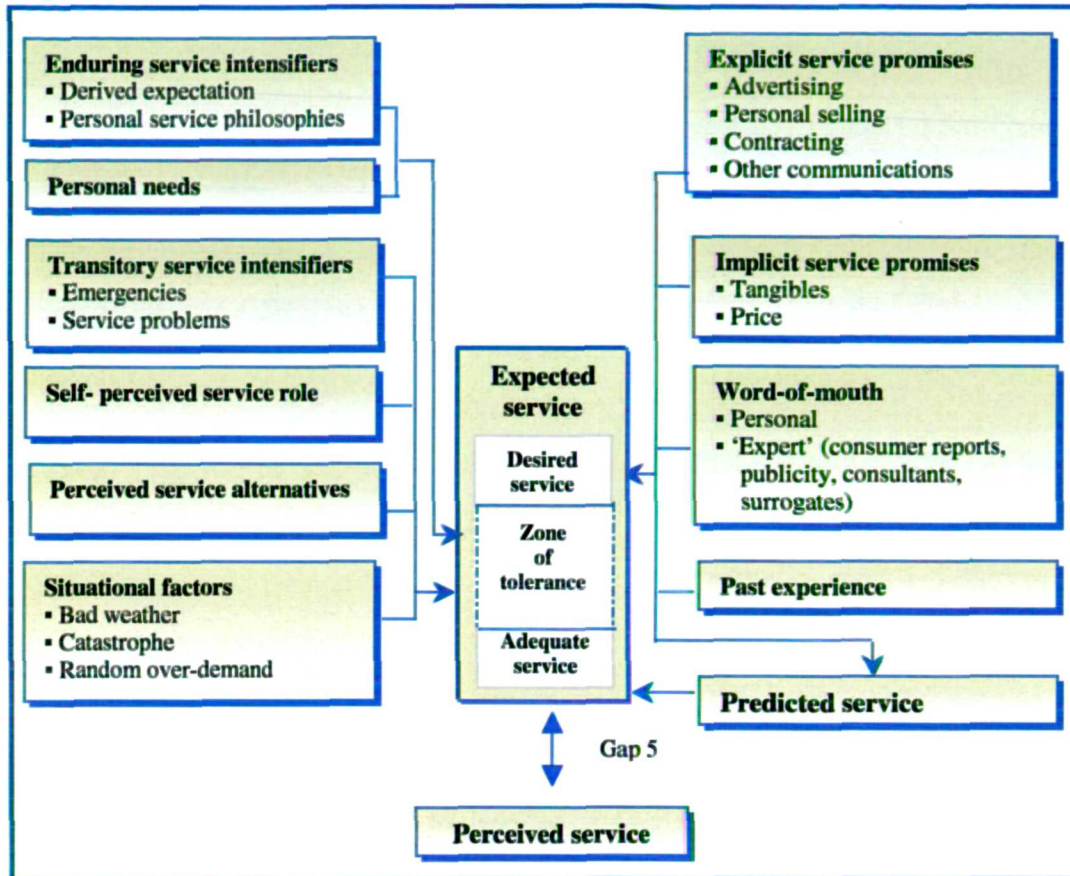 Enduring service intensifiers
▪ Derived expectation
▪ Personal service philosophies
Personal needs
Transitory service intensifiers
▪ Emergencies
▪ Service problems
Self- perceived service role
Perceived service alternatives
Situational factors
▪ Bad weather
▪ Catastrophe
▪ Random over-demand
Expected
service
Desired
service
Zone
of
tolerance
Adequate
service
Explicit service promises
▪ Advertising
▪ Personal selling
▪ Contracting
▪ Other communications
Implicit service promises
▪ Tangibles
▪ Price
Word-of-mouth
▪ Personal
▪ ‘Expert’ (consumer reports,
publicity, consultants,
surrogates)
Past experience
Predicted service
Gap 5
Perceived service